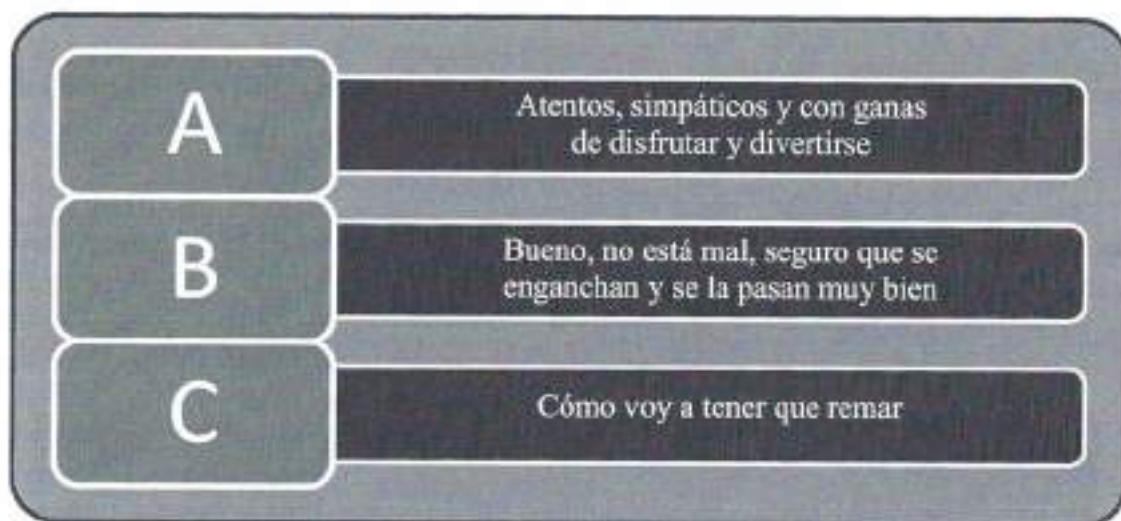 A
Atentos, simpáticos y con ganas
de disfrutar y divertirse
B
Bueno, no está mal, seguro que se
enganchan y se la pasan muy bien
C
Cómo voy a tener que remar